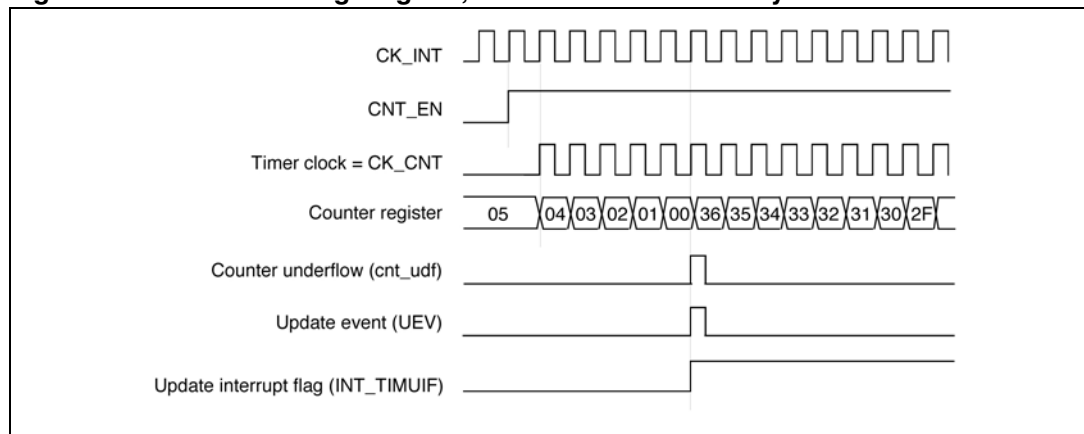 CK_INT
CNT_EN
Timer clock = CK_CNT
Counter register 05 04 03 02 01 00 36 35 34 33 32 31 30 2F
Counter underflow (cnt_udf)
Update event (UEV)
Update interrupt flag (INT_TIMUIF)